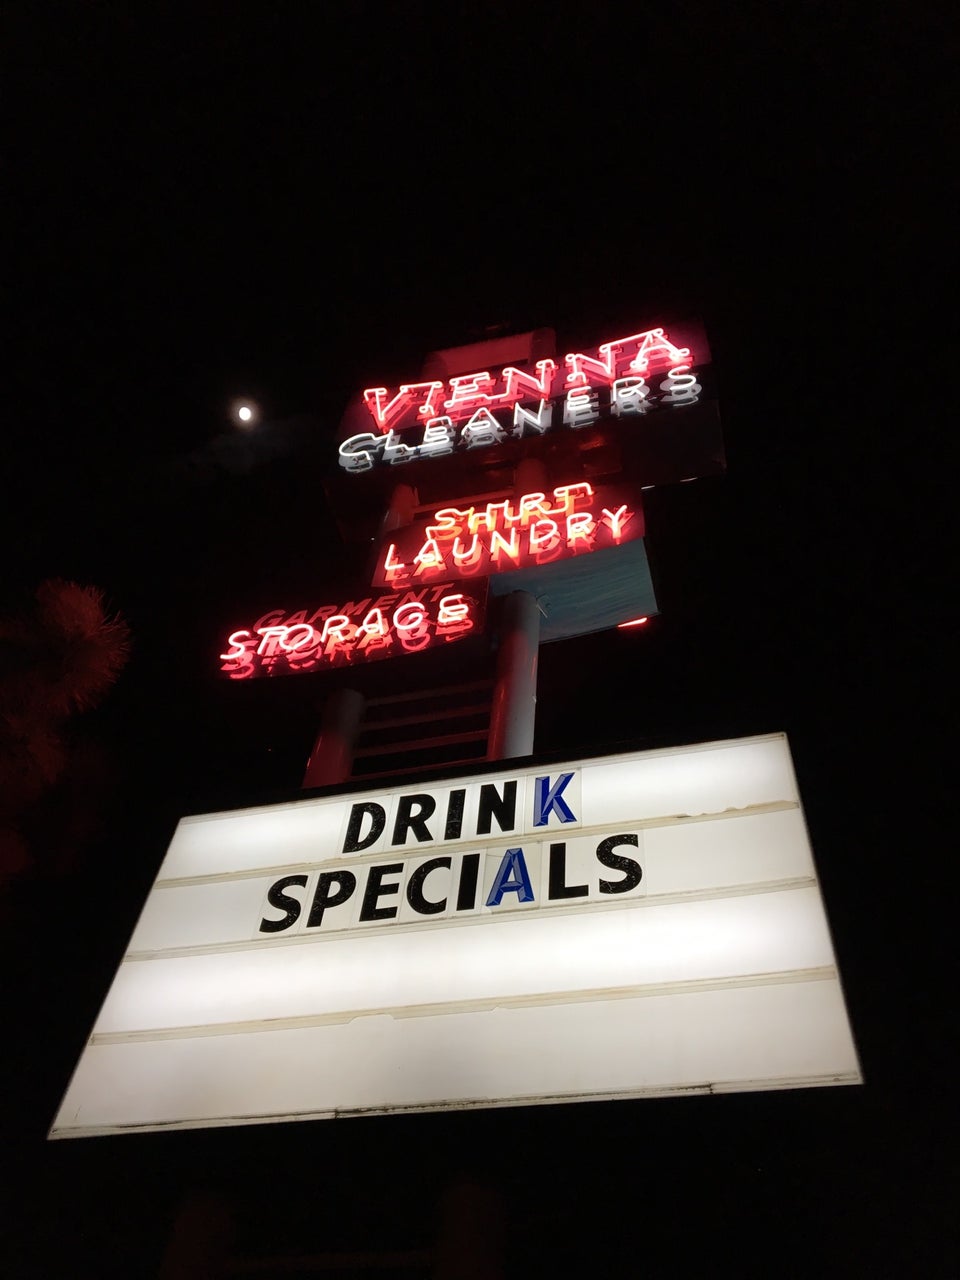 VIENNA
CLEANERS
SHIRT
LAUNDRY
GARMENT
STORAGE
DRINK
SPECIALS